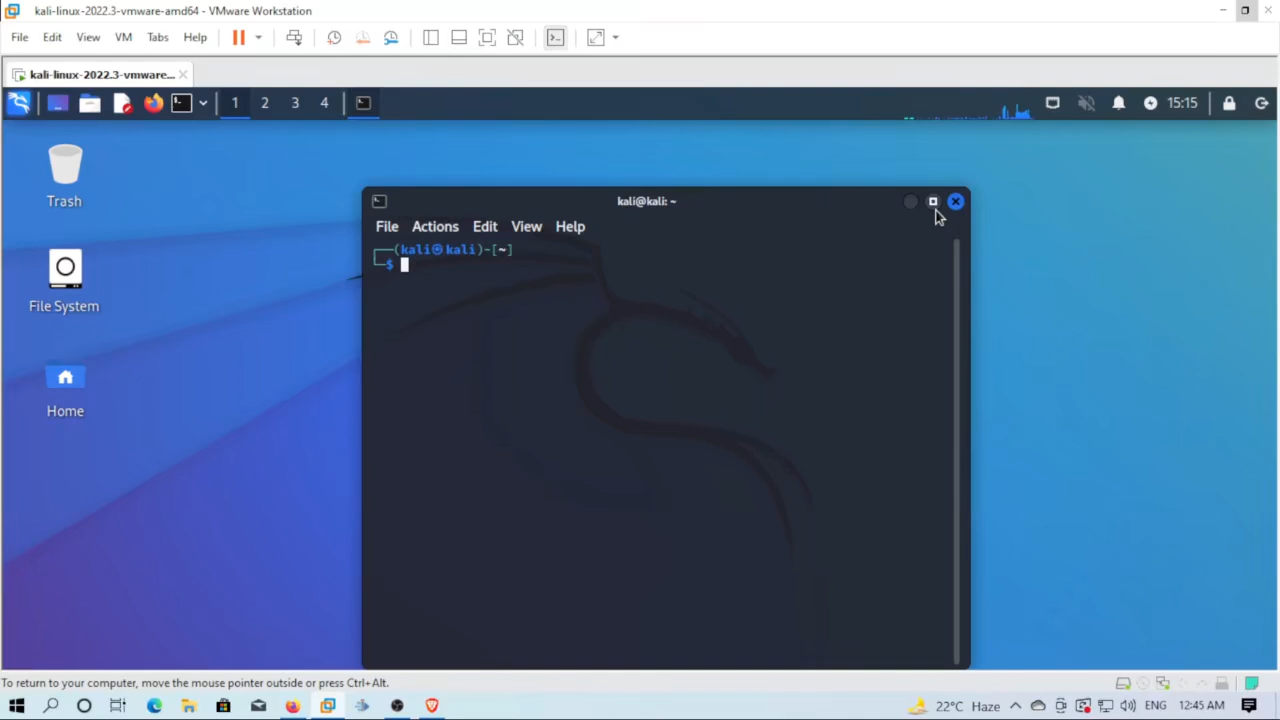 kali-linux-2022.3-vmware-amd64 - VMware Workstation
File Edit View VM Tabs Help
kali-linux-2022.3-vmware...
1 2 3 4 15:15
Trash
File System
Home
kali@kali: ~
File Actions Edit View Help
┌──(kali㉿kali)-[~]
└─$
To return to your computer, move the mouse pointer outside or press Ctrl+Alt.
22°C Haze ENG 12:45 AM